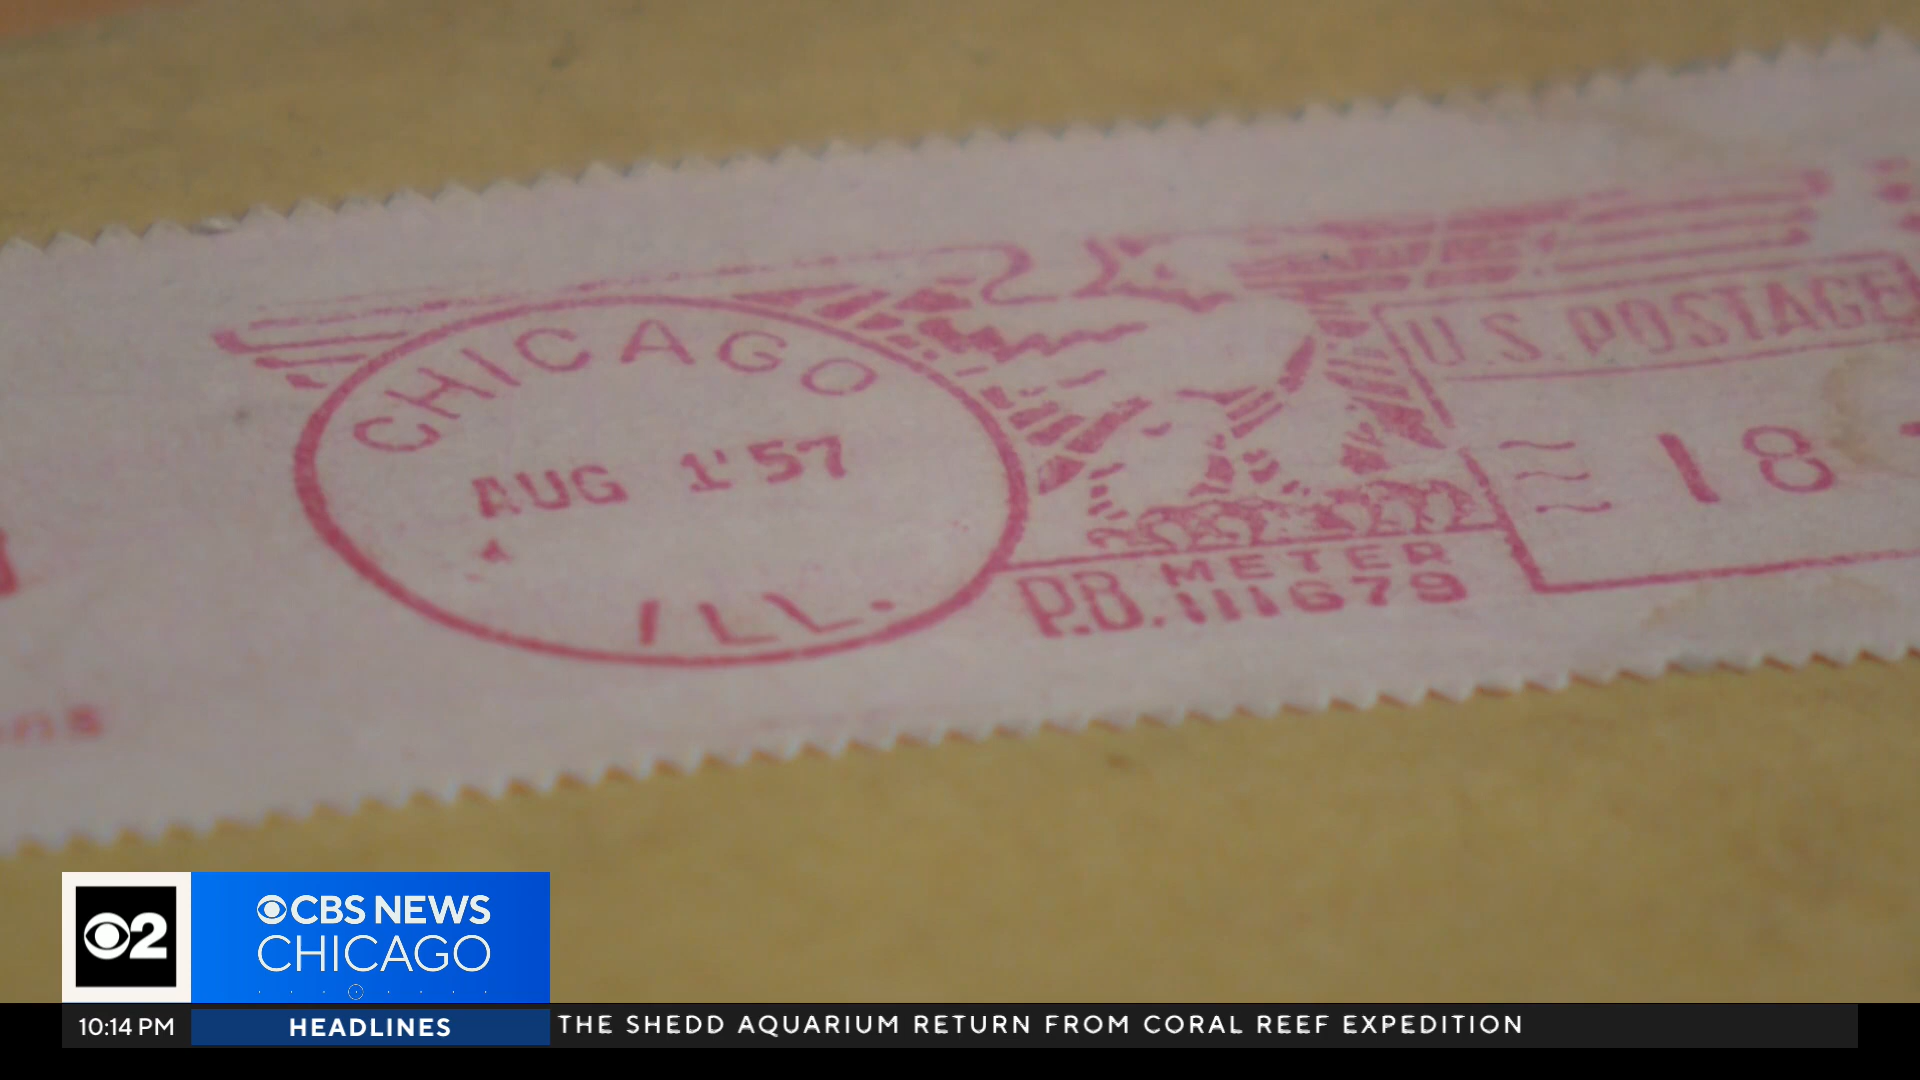 CHICAGO
AUG 1'57
ILL.
U.S. POSTAGE
18
P.B. METER
111679
2
CBS NEWS
CHICAGO
10:14 PM
HEADLINES
THE SHEDD AQUARIUM RETURN FROM CORAL REEF EXPEDITION